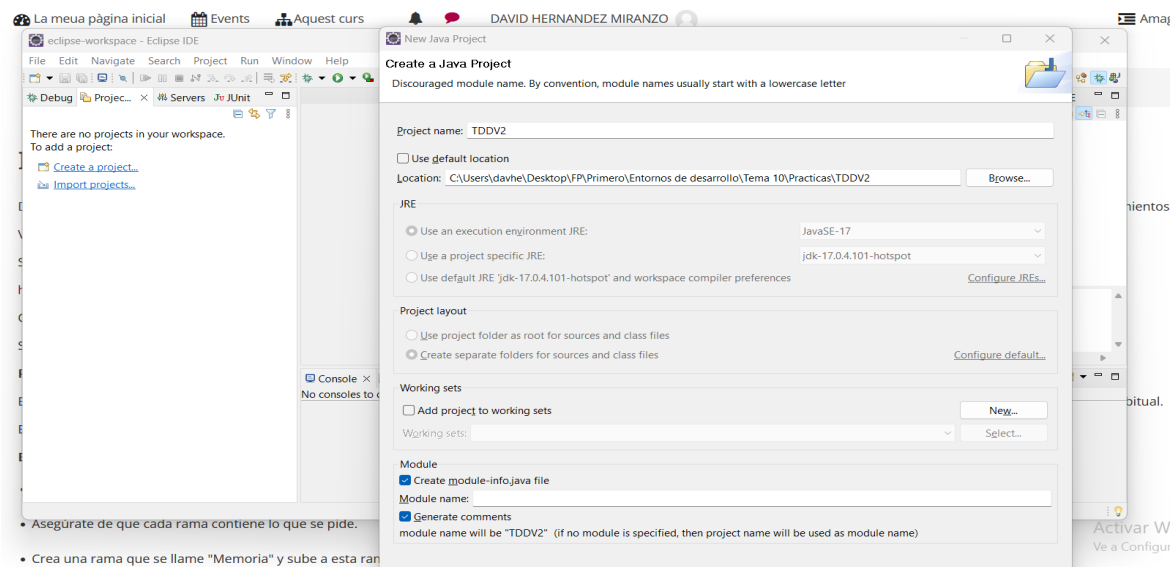 La meua pàgina inicial Events Aquest curs DAVID HERNANDEZ MIRANZO
eclipse-workspace - Eclipse IDE
File Edit Navigate Search Project Run Window Help
Debug Projec... Servers JUnit
There are no projects in your workspace.
To add a project:
Create a project...
Import projects...
Console
No consoles to
New Java Project
Create a Java Project
Discouraged module name. By convention, module names usually start with a lowercase letter
Project name: TDDV2
Use default location
Location: C:\Users\davhe\Desktop\FP\Primero\Entornos de desarrollo\Tema 10\Practicas\TDDV2 Browse...
JRE
Use an execution environment JRE: JavaSE-17
Use a project specific JRE: jdk-17.0.4.101-hotspot
Use default JRE 'jdk-17.0.4.101-hotspot' and workspace compiler preferences Configure JREs...
Project layout
Use project folder as root for sources and class files
Create separate folders for sources and class files Configure default...
Working sets
Add project to working sets New...
Working sets: Select...
Module
Create module-info.java file
Module name:
Generate comments
module name will be "TDDV2" (if no module is specified, then project name will be used as module name)
mientos
bitual.
• Asegúrate de que cada rama contiene lo que se pide.
• Crea una rama que se llame "Memoria" y sube a esta ram
Activar W
Ve a Configur